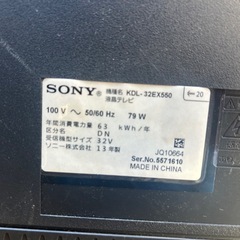 SONY
機種名 KDL-32EX550
液晶テレビ
20
100 V ～ 50/60 Hz 79 W
年間消費電力量 63 kWh/年
区分名 DN
受信機型サイズ 32V
ソニー株式会社 13年製
JQ10664
Ser.No.5571610
MADE IN CHINA